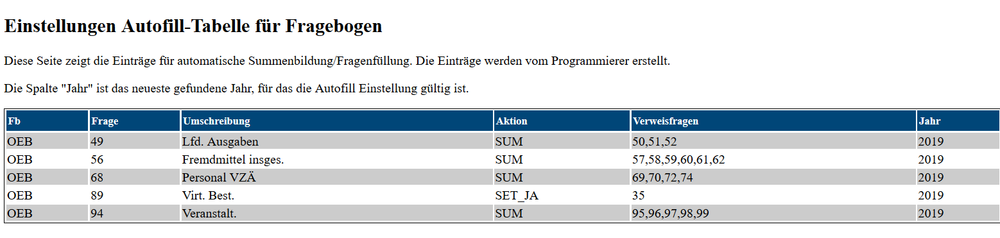 Einstellungen Autofill-Tabelle für Fragebogen
Diese Seite zeigt die Einträge für automatische Summenbildung/Fragenfüllung. Die Einträge werden vom Programmierer erstellt.
Die Spalte "Jahr" ist das neueste gefundene Jahr, für das die Autofill Einstellung gültig ist.
Fb Frage Umschreibung Aktion Verweisfragen Jahr
OEB 49 Lfd. Ausgaben SUM 50,51,52 2019
OEB 56 Fremdmittel insges. SUM 57,58,59,60,61,62 2019
OEB 68 Personal VZÄ SUM 69,70,72,74 2019
OEB 89 Virt. Best. SET_JA 35 2019
OEB 94 Veranstalt. SUM 95,96,97,98,99 2019